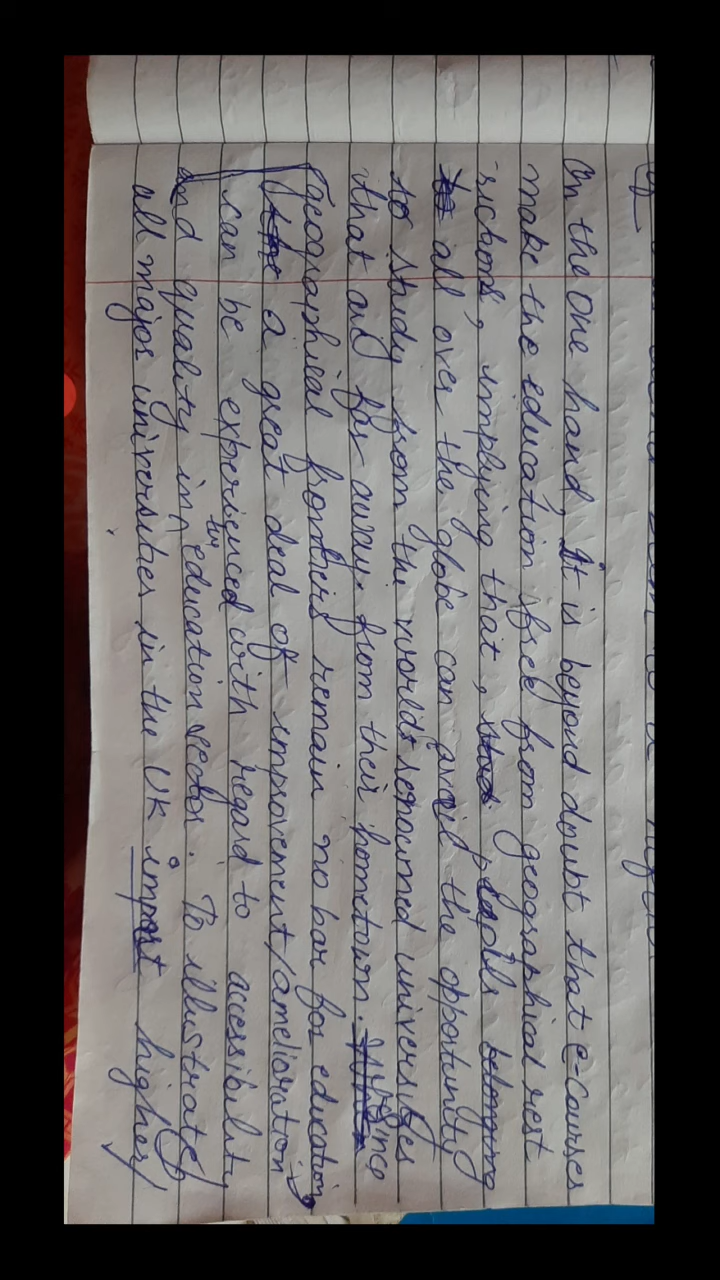 On the one hand, It is beyond doubt that e-courses
make the education free from geographical rest
-rictions, implying that, people belonging
all over the globe can avail the opportunity
to study from the world's renowned universities
that are far away from their hometown. Since
Geographical frontiers remain no bar for education,
a great deal of improvement/amelioration
can be experienced with regard to accessibility
and quality in the education sector. To illustrate,
all major universities in the UK impart higher